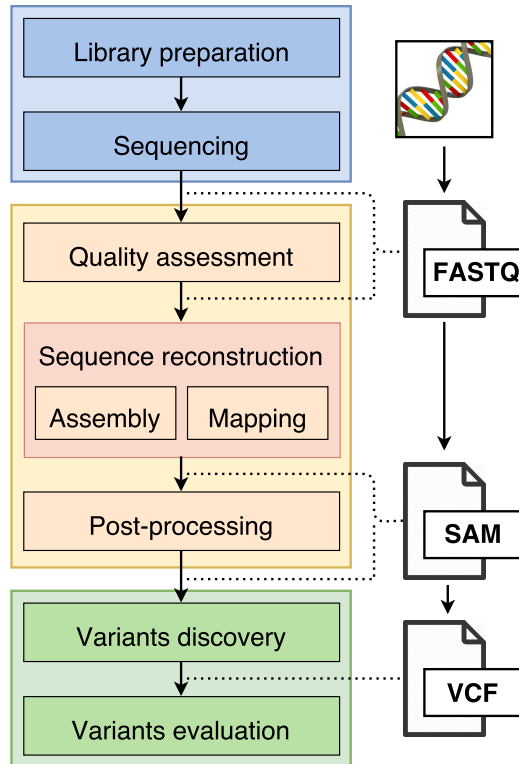 Library preparation
Sequencing
Quality assessment
FASTQ
Sequence reconstruction
Assembly
Mapping
Post-processing
SAM
Variants discovery
VCF
Variants evaluation